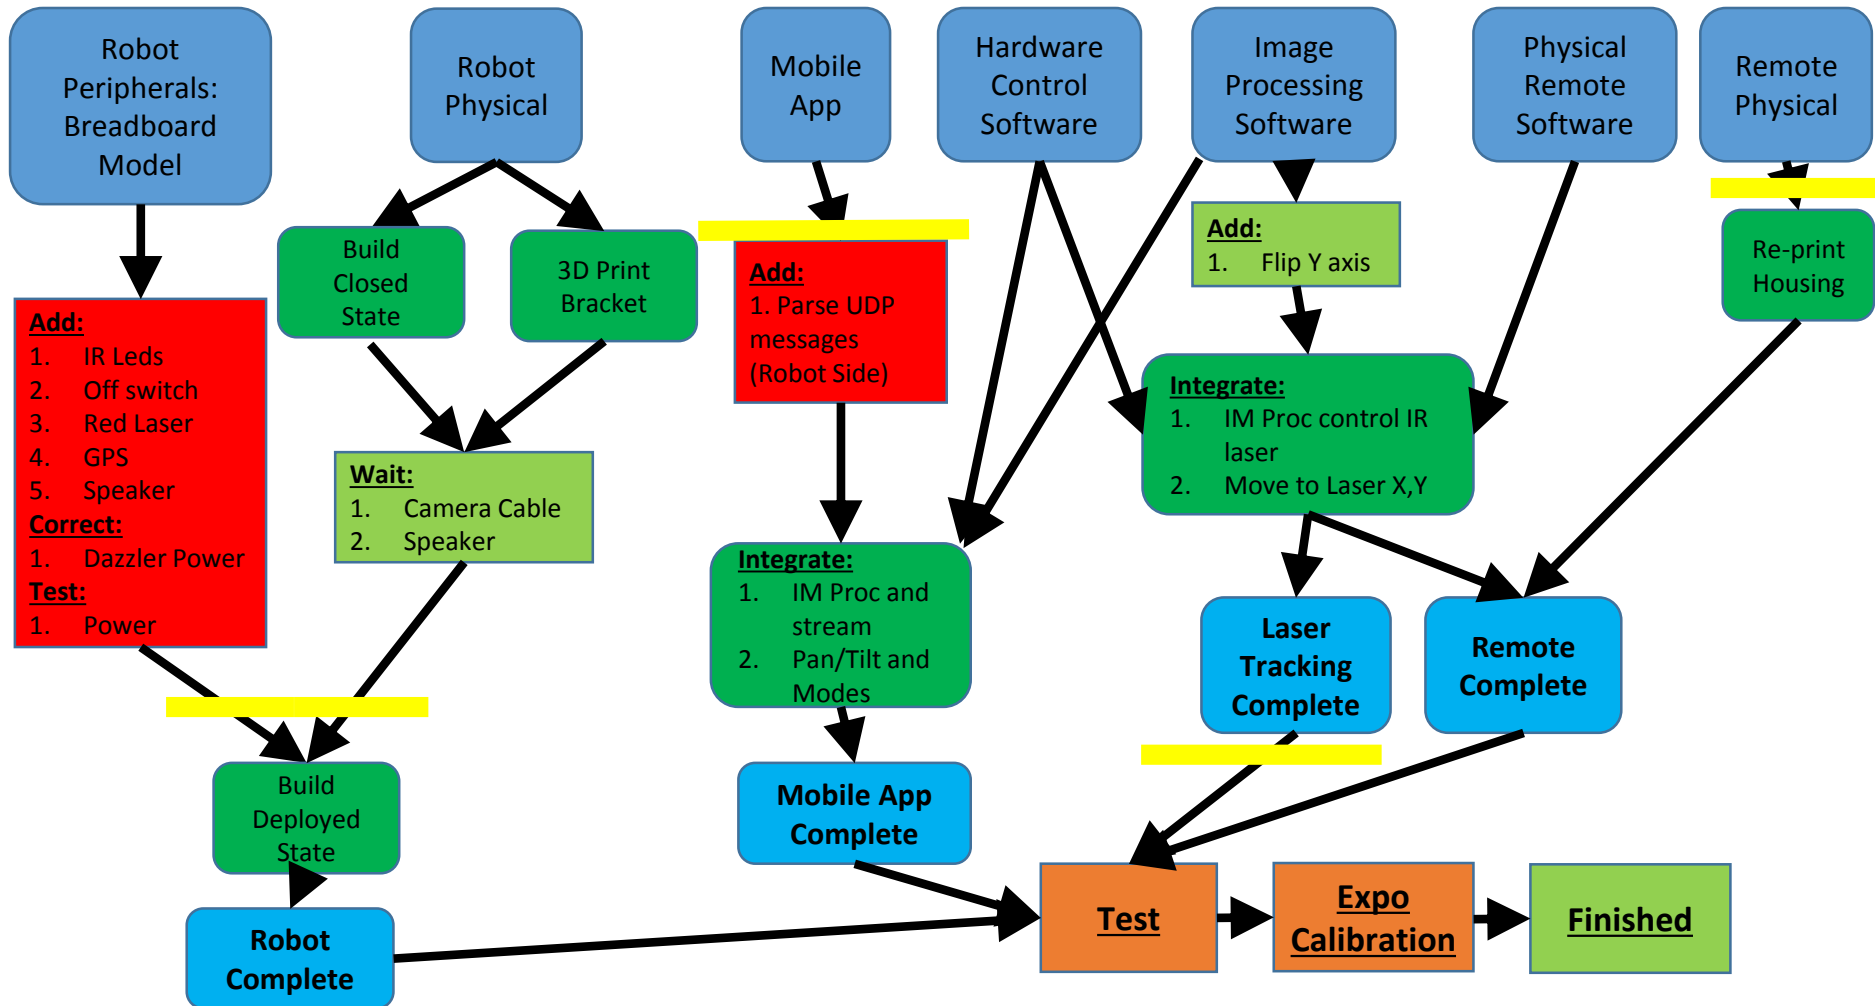 Robot
Peripherals:
Breadboard
Model
Robot
Physical
Mobile
App
Hardware
Control
Software
Image
Processing
Software
Physical
Remote
Software
Remote
Physical
Build
Closed
State
3D Print
Bracket
Add:
1. Parse UDP
messages
(Robot Side)
Add:
1. Flip Y axis
Re-print
Housing
Add:
1. IR Leds
2. Off switch
3. Red Laser
4. GPS
5. Speaker
Correct:
1. Dazzler Power
Test:
1. Power
Wait:
1. Camera Cable
2. Speaker
Integrate:
1. IM Proc control IR
laser
2. Move to Laser X,Y
Integrate:
1. IM Proc and
stream
2. Pan/Tilt and
Modes
Laser
Tracking
Complete
Remote
Complete
Build
Deployed
State
Mobile App
Complete
Robot
Complete
Test
Expo
Calibration
Finished